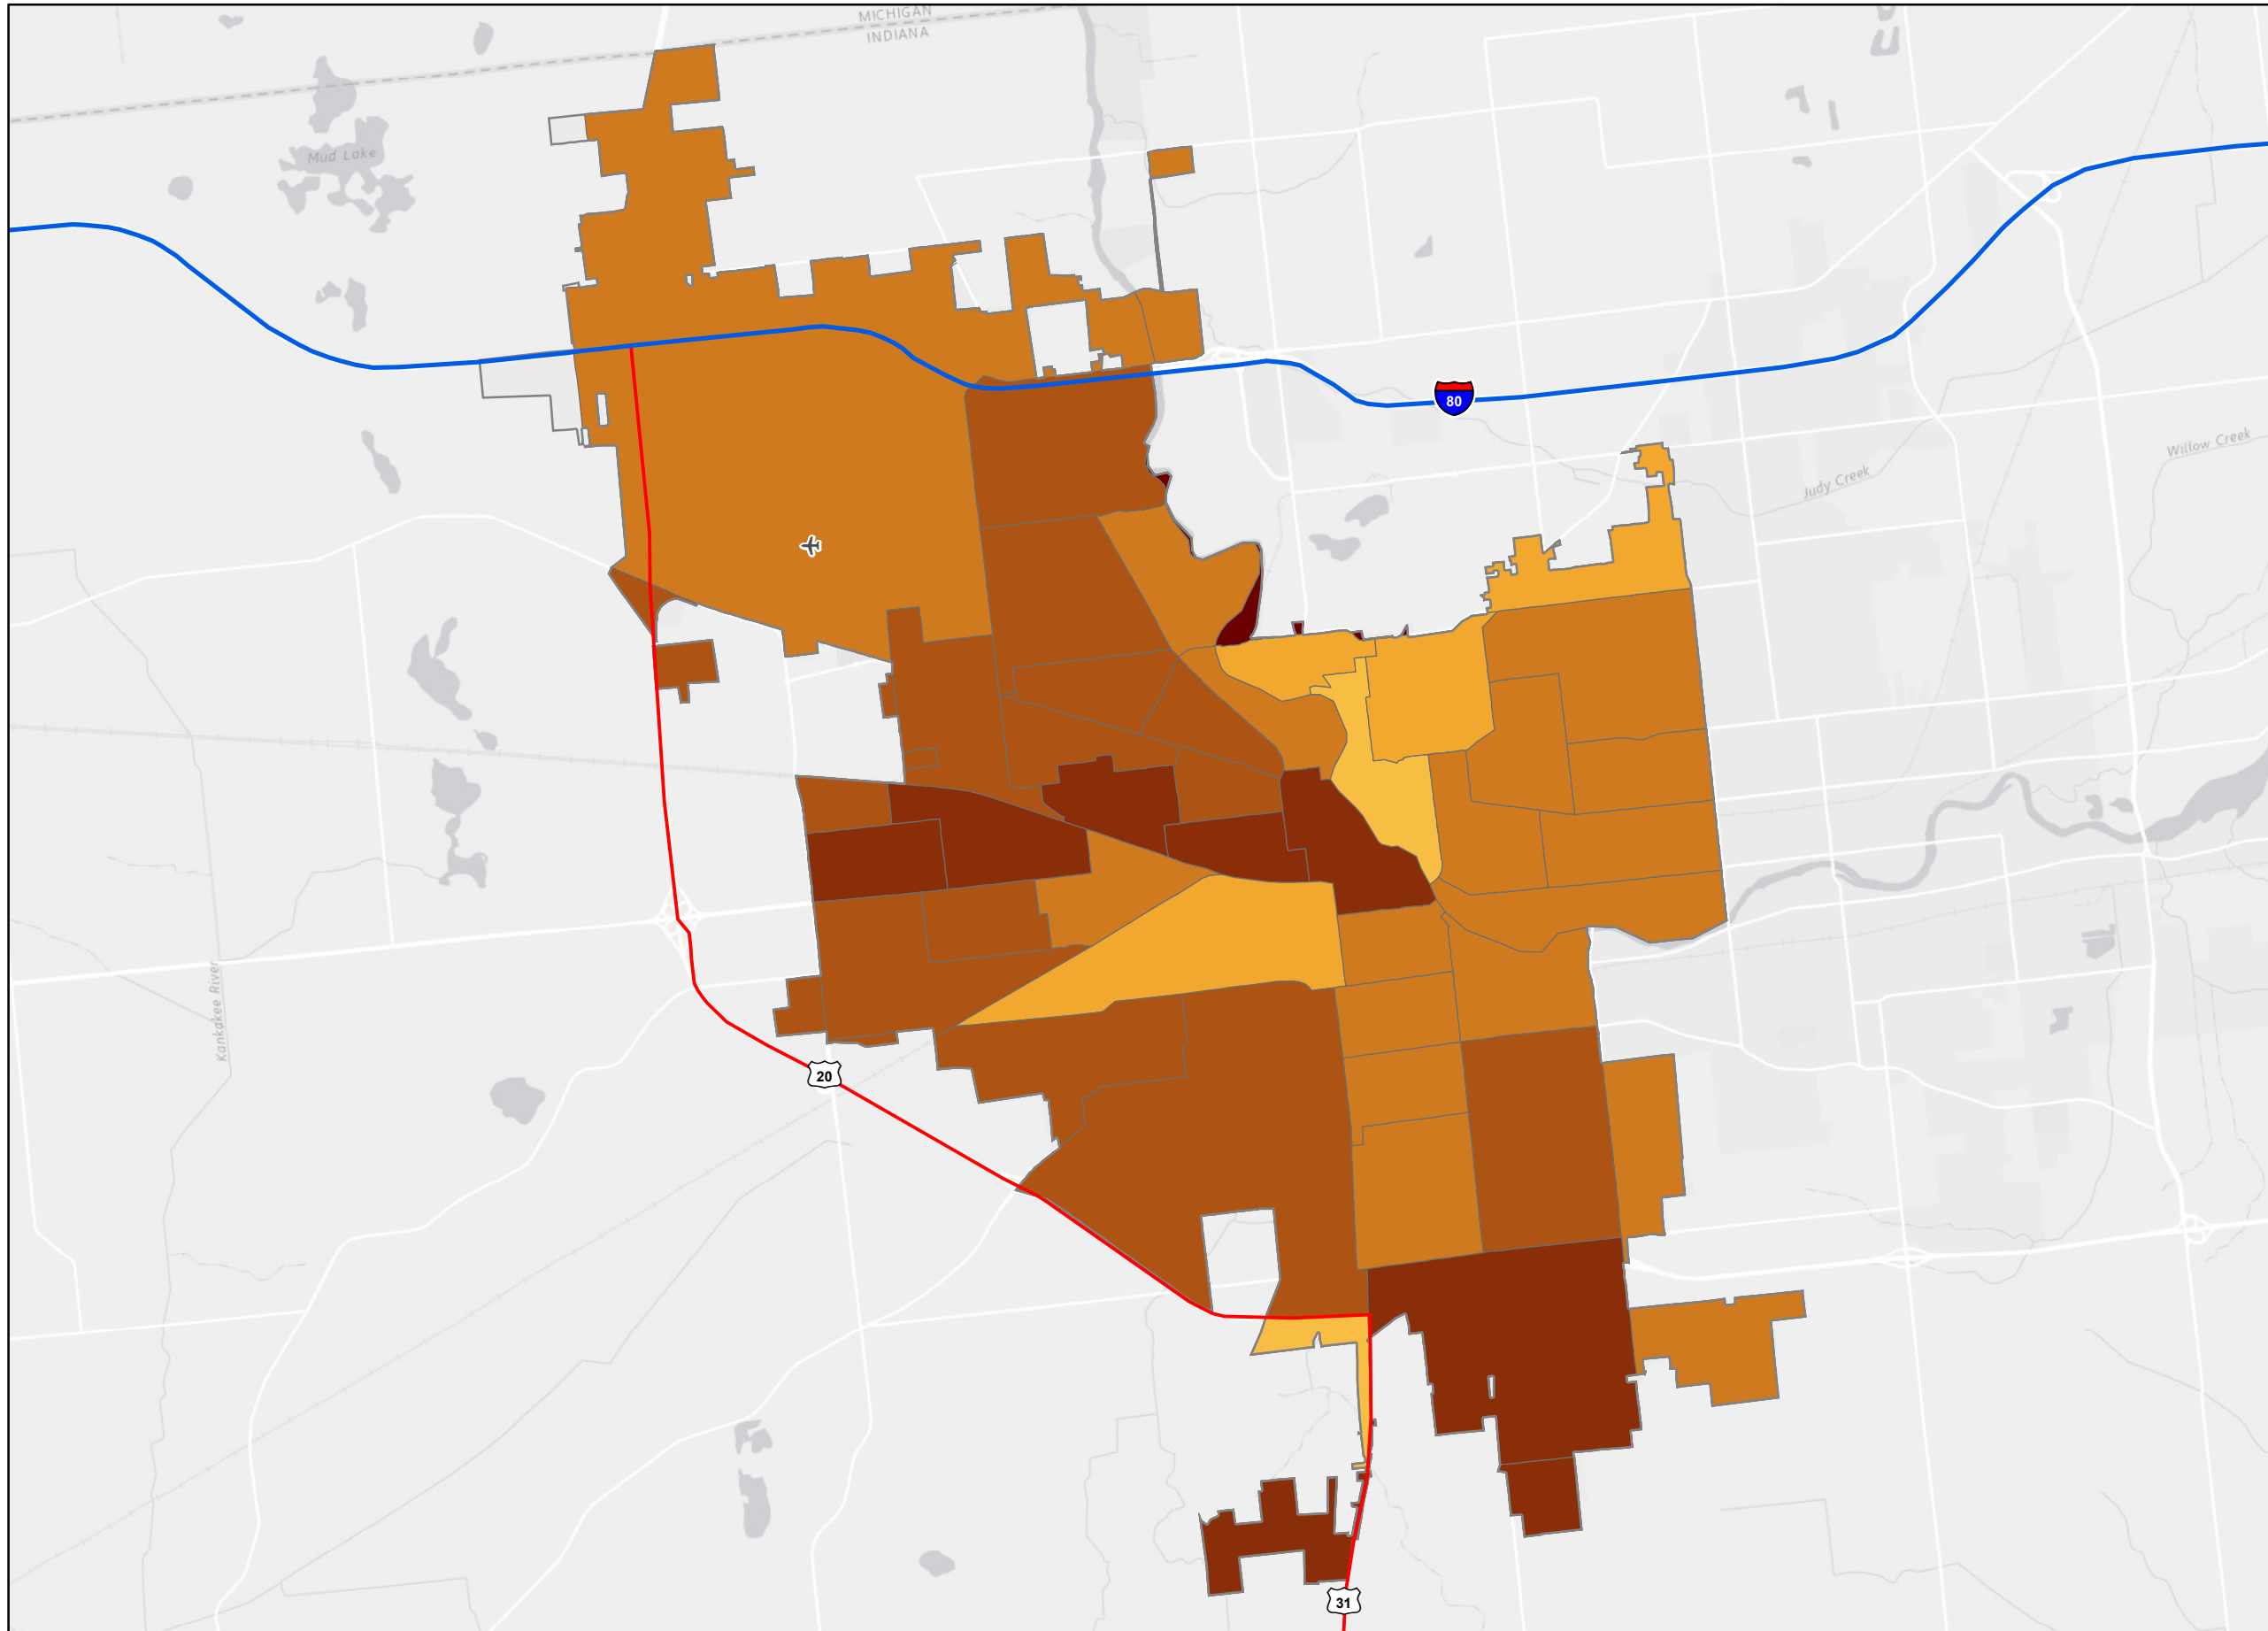 MICHIGAN
INDIANA
Mud Lake
80
Willow Creek
Judy Creek
Kankakee River
20
31